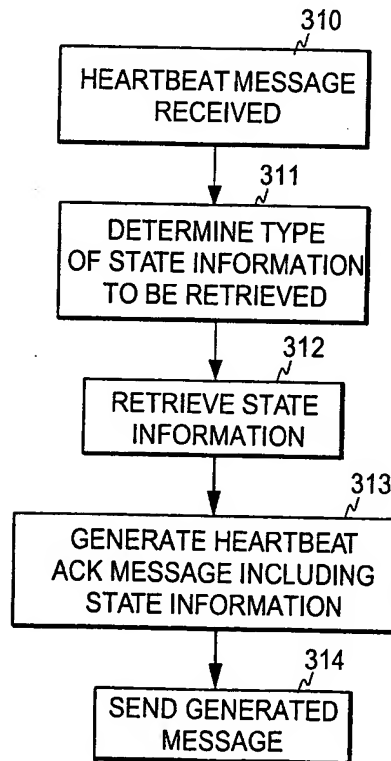 310
HEARTBEAT MESSAGE
RECEIVED
311
DETERMINE TYPE
OF STATE INFORMATION
TO BE RETRIEVED
312
RETRIEVE STATE
INFORMATION
313
GENERATE HEARTBEAT
ACK MESSAGE INCLUDING
STATE INFORMATION
314
SEND GENERATED
MESSAGE